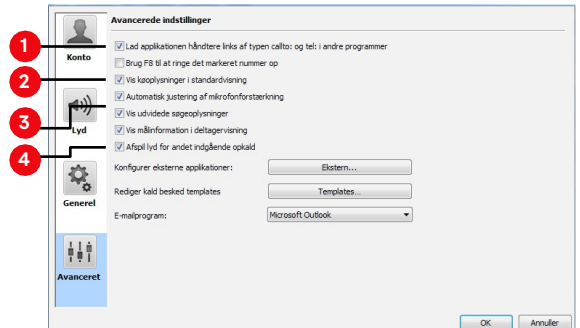 Avancerede indstillinger
1
Lad applikationen håndtere links af typen callto: og tel: i andre programmer
Konto
Brug F8 til at ringe det markeret nummer op
2
Vis køoplysninger i standardvisning
Automatisk justering af mikrofonforstærkning
3
Vis udvidede søgeoplysninger
Lyd
Vis målinformation i deltagervisning
4
Afspil lyd for andet indgående opkald
Konfigurer eksterne applikationer:
Ekstern...
Rediger kald besked templates
Templates...
Generel
E-mailprogram:
Microsoft Outlook
Avanceret
OK
Annuller